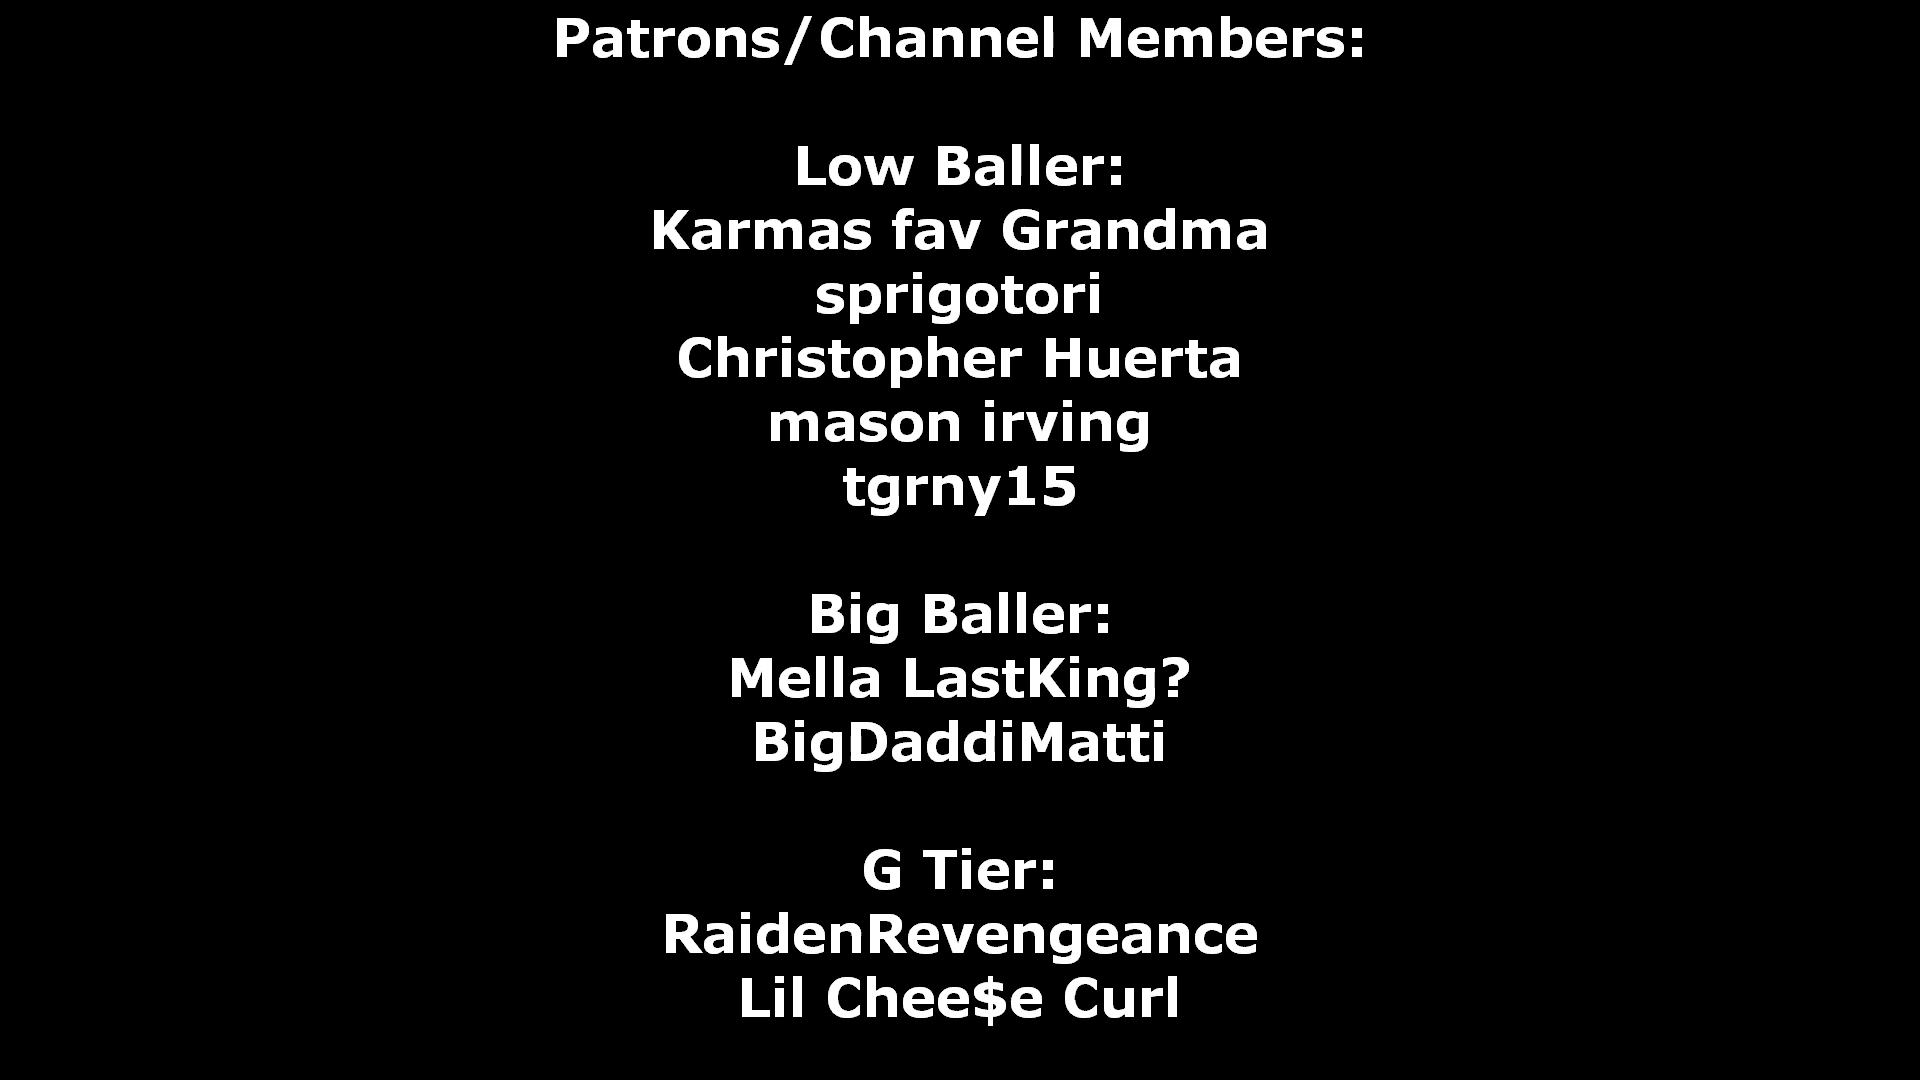 Patrons/Channel Members:
Low Baller:
Karmas fav Grandma
sprigotori
Christopher Huerta
mason irving
tgrny15
Big Baller:
Mella LastKing?
BigDaddiMatti
G Tier:
RaidenRevengeance
Lil Chee$e Curl